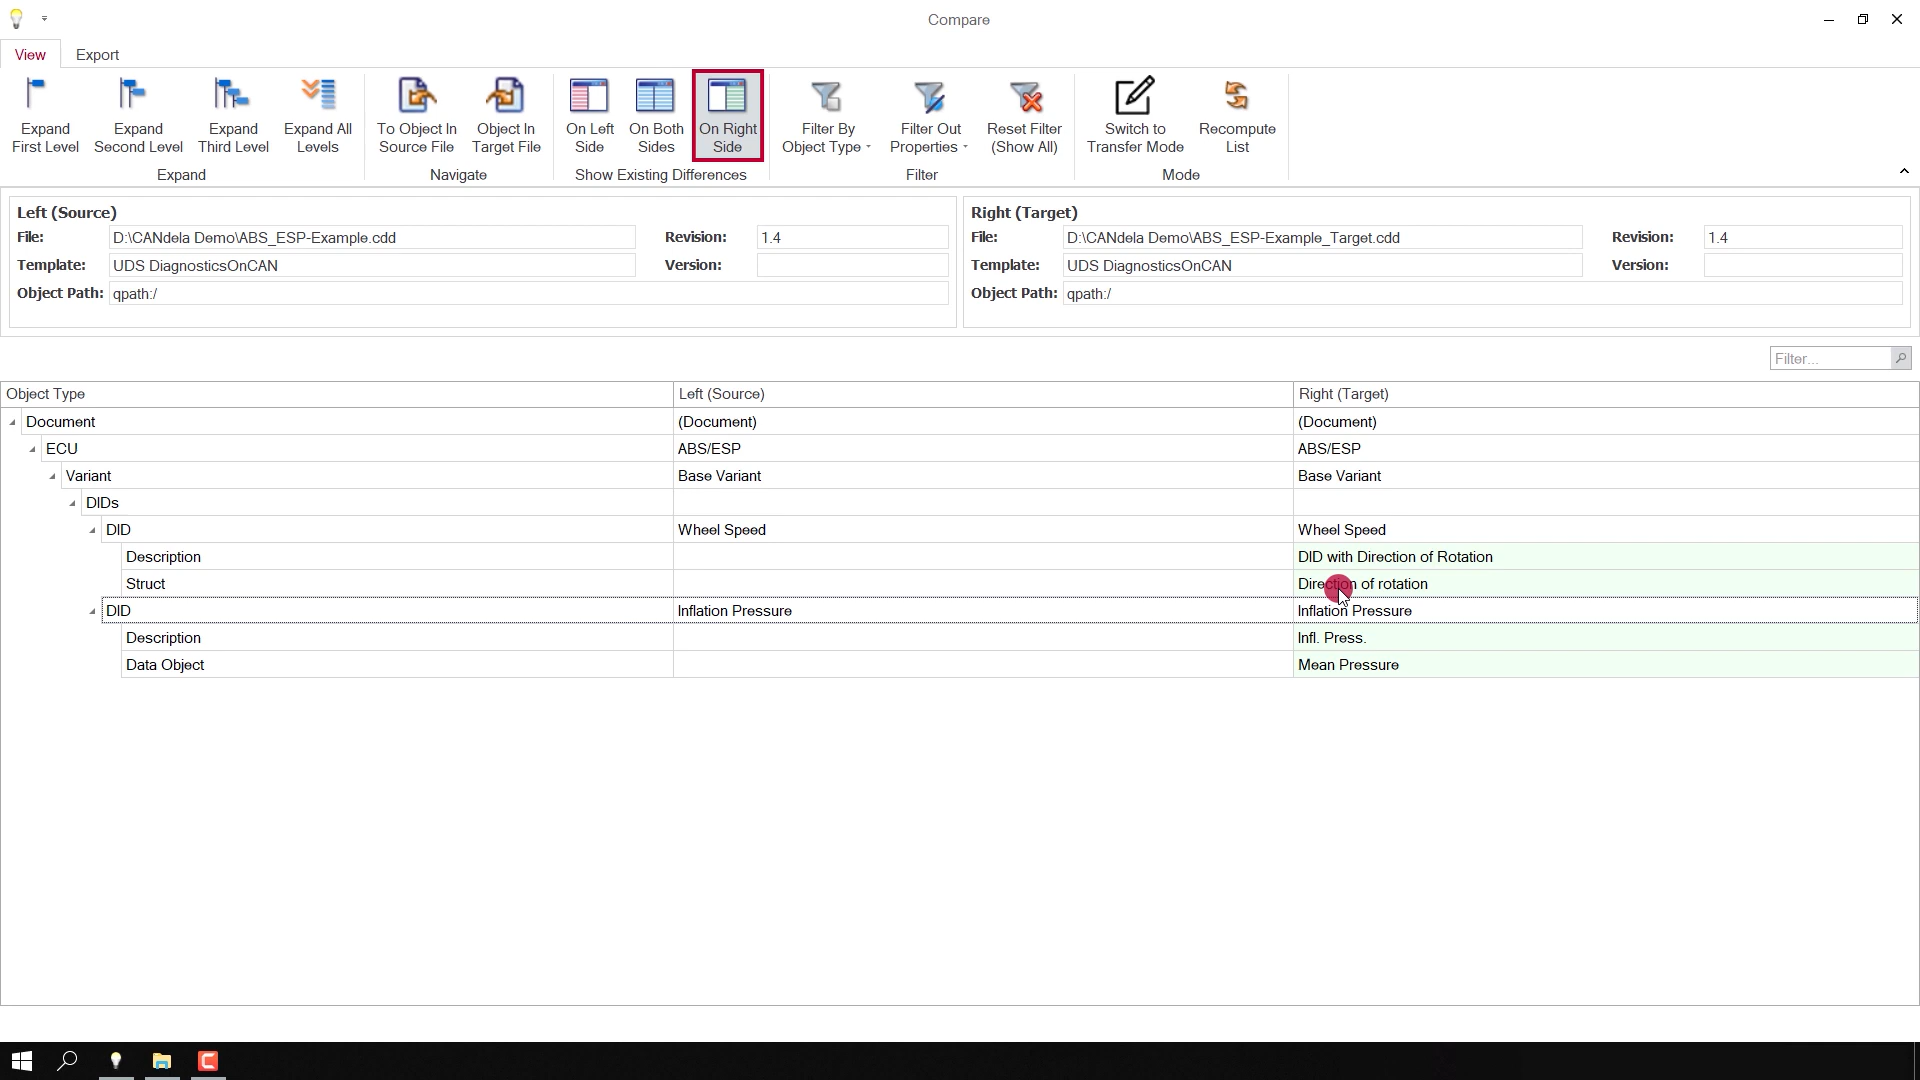 Compare
View Export
Expand First Level
Expand Second Level
Expand Third Level
Expand All Levels
To Object In Source File
Object In Target File
On Left Side
On Both Sides
On Right Side
Filter By Object Type
Filter Out Properties
Reset Filter (Show All)
Switch to Transfer Mode
Recompute List
Expand Navigate Show Existing Differences Filter Mode
Left (Source)
File: D:\CANdela Demo\ABS_ESP-Example.cdd Revision: 1.4
Template: UDS DiagnosticsOnCAN Version:
Object Path: qpath:/
Right (Target)
File: D:\CANdela Demo\ABS_ESP-Example_Target.cdd Revision: 1.4
Template: UDS DiagnosticsOnCAN Version:
Object Path: qpath:/
Filter...
Object Type Left (Source) Right (Target)
Document (Document) (Document)
ECU ABS/ESP ABS/ESP
Variant Base Variant Base Variant
DIDs
DID Wheel Speed Wheel Speed
Description DID with Direction of Rotation
Struct Direction of rotation
DID Inflation Pressure Inflation Pressure
Description Infl. Press.
Data Object Mean Pressure